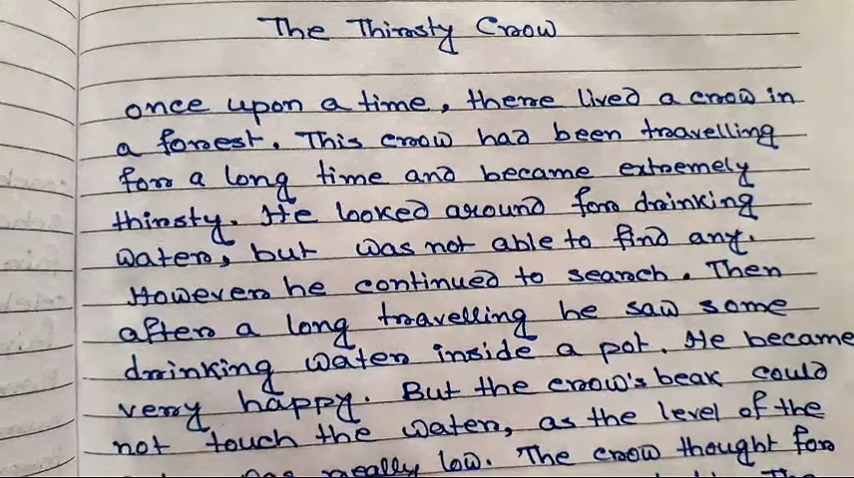 The Thirsty Crow
once upon a time, there lived a crow in
a forest. This crow had been travelling
for a long time and became extremely
thirsty. He looked around for drinking
water, but was not able to find any.
However he continued to search. Then
after a long travelling he saw some
drinking water inside a pot. He became
very happy. But the crow's beak could
not touch the water, as the level of the
was really low. The crow thought for